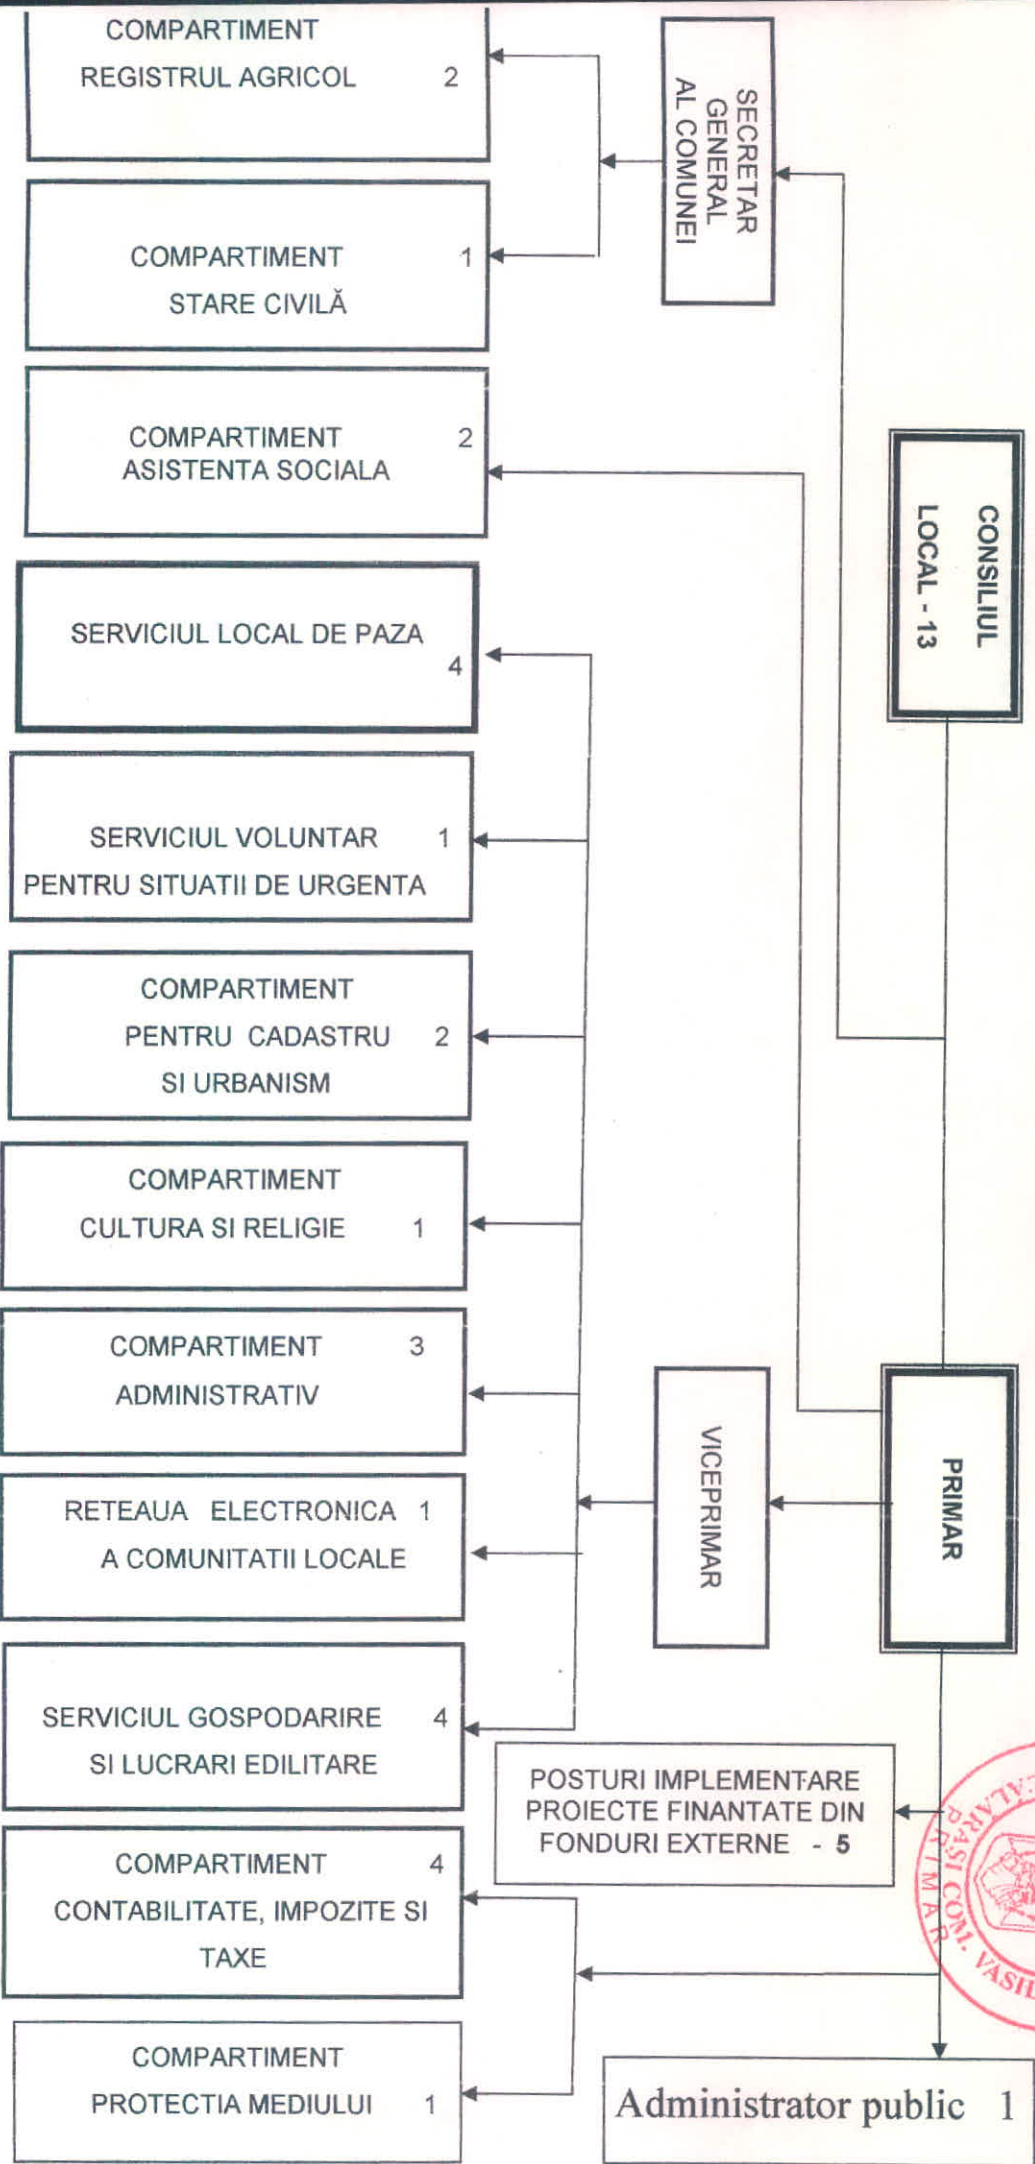 COMPARTIMENT
REGISTRUL AGRICOL 2
COMPARTIMENT 1
STARE CIVILĂ
COMPARTIMENT 2
ASISTENTA SOCIALA
SERVICIUL LOCAL DE PAZA
4
SERVICIUL VOLUNTAR 1
PENTRU SITUATII DE URGENTA
COMPARTIMENT
PENTRU CADASTRU 2
SI URBANISM
COMPARTIMENT
CULTURA SI RELIGIE 1
COMPARTIMENT 3
ADMINISTRATIV
RETEAUA ELECTRONICA 1
A COMUNITATII LOCALE
SERVICIUL GOSPODARIRE 4
SI LUCRARI EDILITARE
COMPARTIMENT 4
CONTABILITATE, IMPOZITE SI
TAXE
COMPARTIMENT
PROTECTIA MEDIULUI 1
SECRETAR
GENERAL
AL COMUNEI
CONSILIUL
LOCAL - 13
PRIMAR
VICEPRIMAR
POSTURI IMPLEMENTARE
PROIECTE FINANTATE DIN
FONDURI EXTERNE - 5
Administrator public 1
PRIMAR
COM.